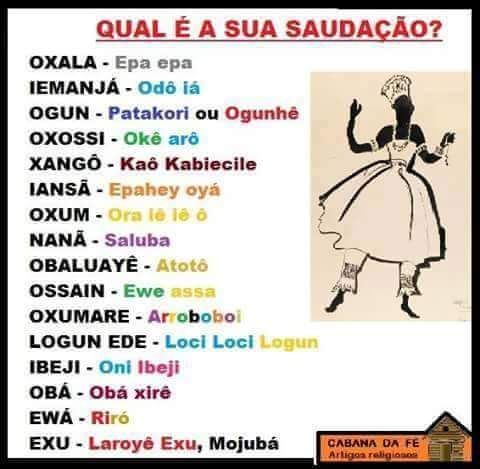 QUAL É A SUA SAUDAÇÃO?
OXALA - Epa epa
IEMANJÁ - Odô iá
OGUN - Patakori ou Ogunhê
OXOSSI - Okê arô
XANGÔ - Kaô Kabiecile
IANSÃ - Epahey oyá
OXUM - Ora iê iê ô
NANÃ - Saluba
OBALUAYÊ - Atotô
OSSAIN - Ewe assa
OXUMARE - Arroboboi
LOGUN EDE - Loci Loci Logun
IBEJI - Oni Ibeji
OBÁ - Obá xirê
EWÁ - Riró
EXU - Laroyê Exu, Mojubá
CABANA DA FÉ
Artigos religiosos